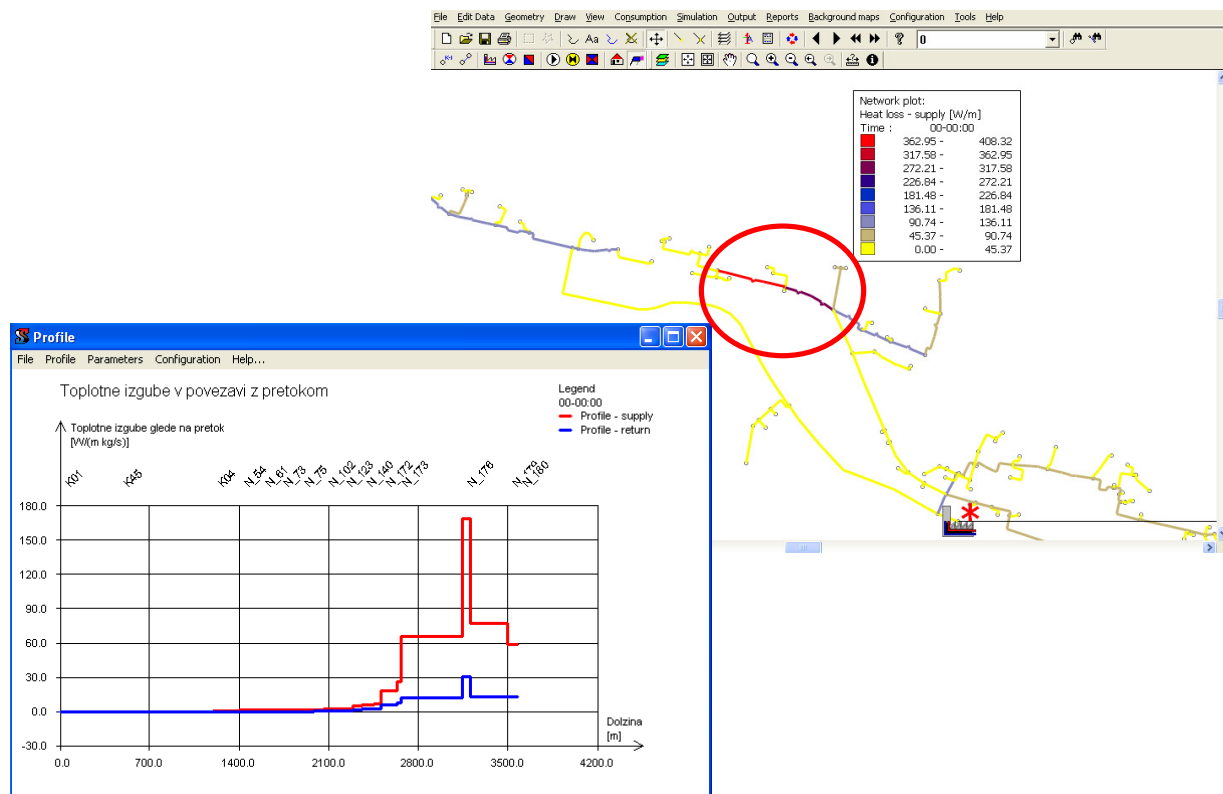 File Edit Data Geometry Draw View Consumption Simulation Output Reports Background maps Configuration Tools Help
Aa
0
Network plot:
Heat loss - supply [W/m]
Time : 00-00:00
362.95 - 408.32
317.58 - 362.95
272.21 - 317.58
226.84 - 272.21
181.48 - 226.84
136.11 - 181.48
90.74 - 136.11
45.37 - 90.74
0.00 - 45.37
Profile
File Profile Parameters Configuration Help...
Toplotne izgube v povezavi z pretokom
Legend
00-00:00
Profile - supply
Profile - return
Toplotne izgube glede na pretok
[W/(m kg/s)]
K01 K45 K04 N_54 N_61 N_73 N_75 N_102 N_123 N_140 N_172 N_173 N_176 N_179 N_180
180.0
150.0
120.0
90.0
60.0
30.0
0.0
-30.0
Dolzina
[m]
0.0 700.0 1400.0 2100.0 2800.0 3500.0 4200.0